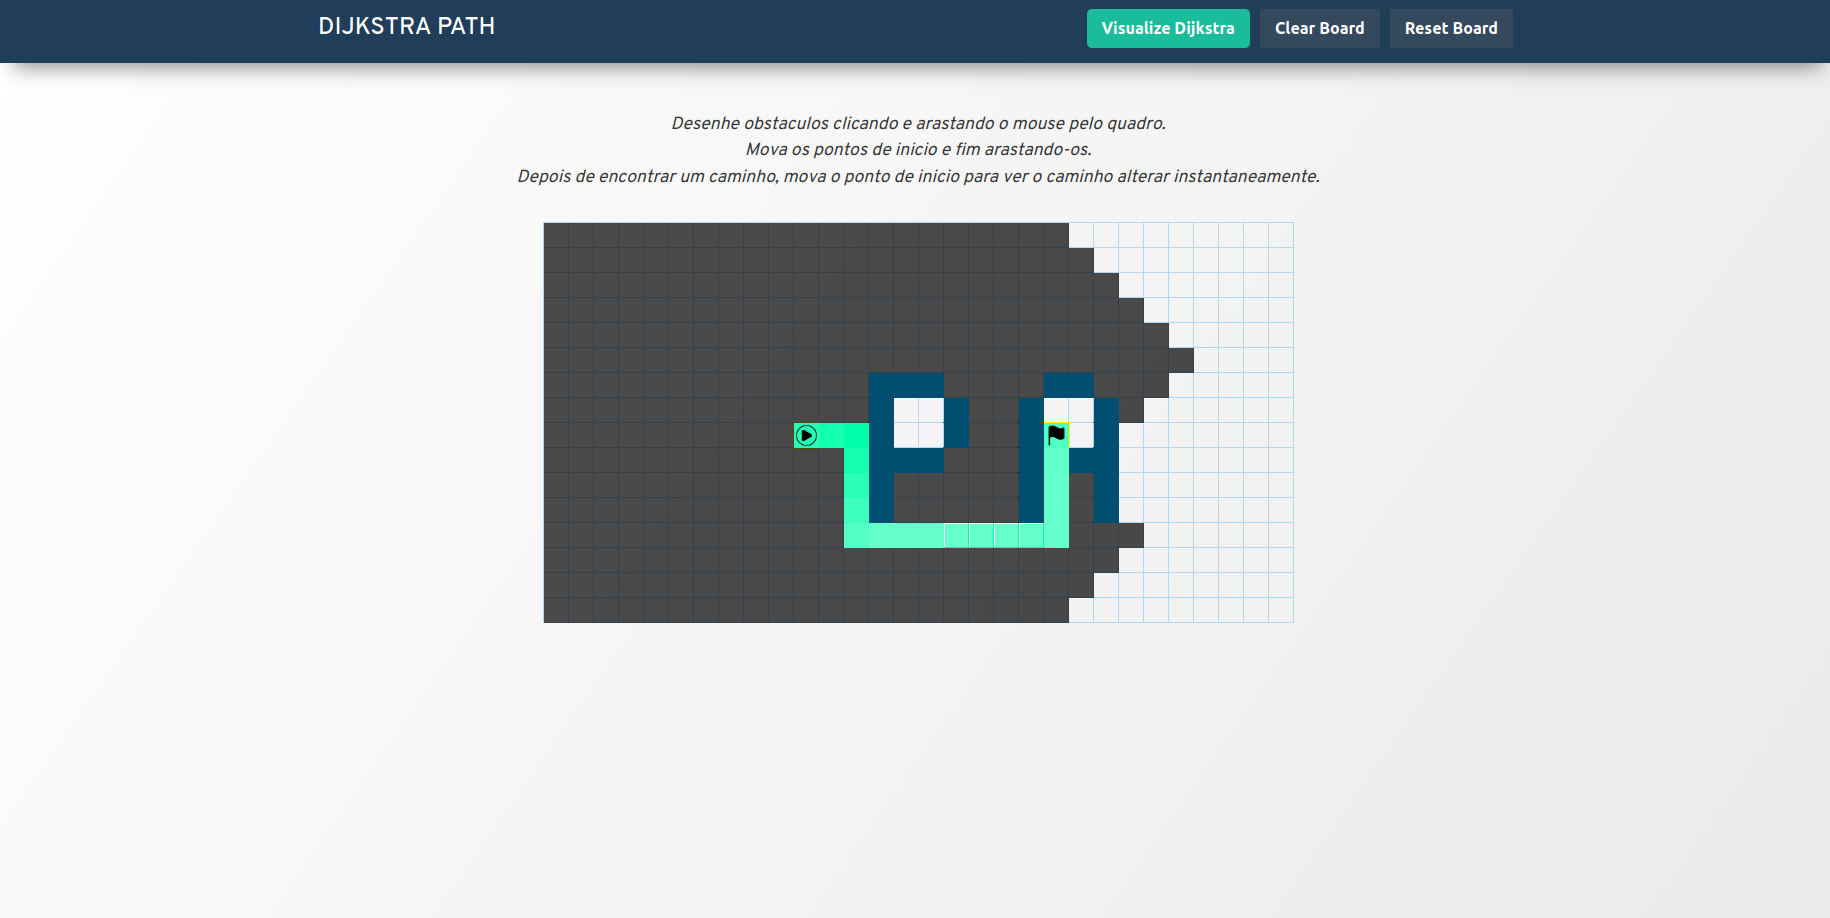 DIJKSTRA PATH
Visualize Dijkstra
Clear Board
Reset Board
Desenhe obstaculos clicando e arastando o mouse pelo quadro.
Mova os pontos de inicio e fim arastando-os.
Depois de encontrar um caminho, mova o ponto de inicio para ver o caminho alterar instantaneamente.